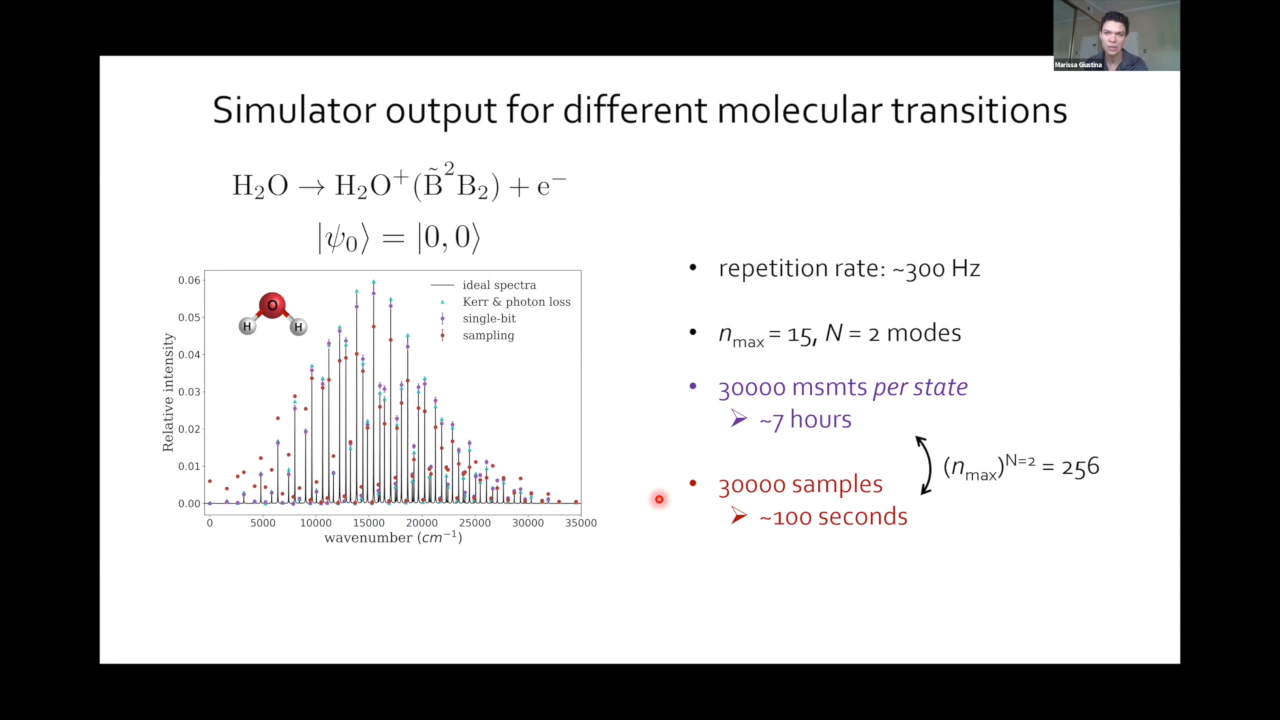 Marissa Giustina
Simulator output for different molecular transitions
H₂O → H₂O⁺(B̃²B₂) + e⁻
|ψ₀⟩ = |0, 0⟩
0.06
0.05
0.04
0.03
0.02
0.01
0.00
Relative intensity
O
H
H
ideal spectra
Kerr & photon loss
single-bit
sampling
0
5000
10000
15000
20000
25000
30000
35000
wavenumber (cm⁻¹)
• repetition rate: ~300 Hz
• nmax = 15, N = 2 modes
• 30000 msmts per state
➢ ~7 hours
(nmax)ᴺ⁼² = 256
• 30000 samples
➢ ~100 seconds